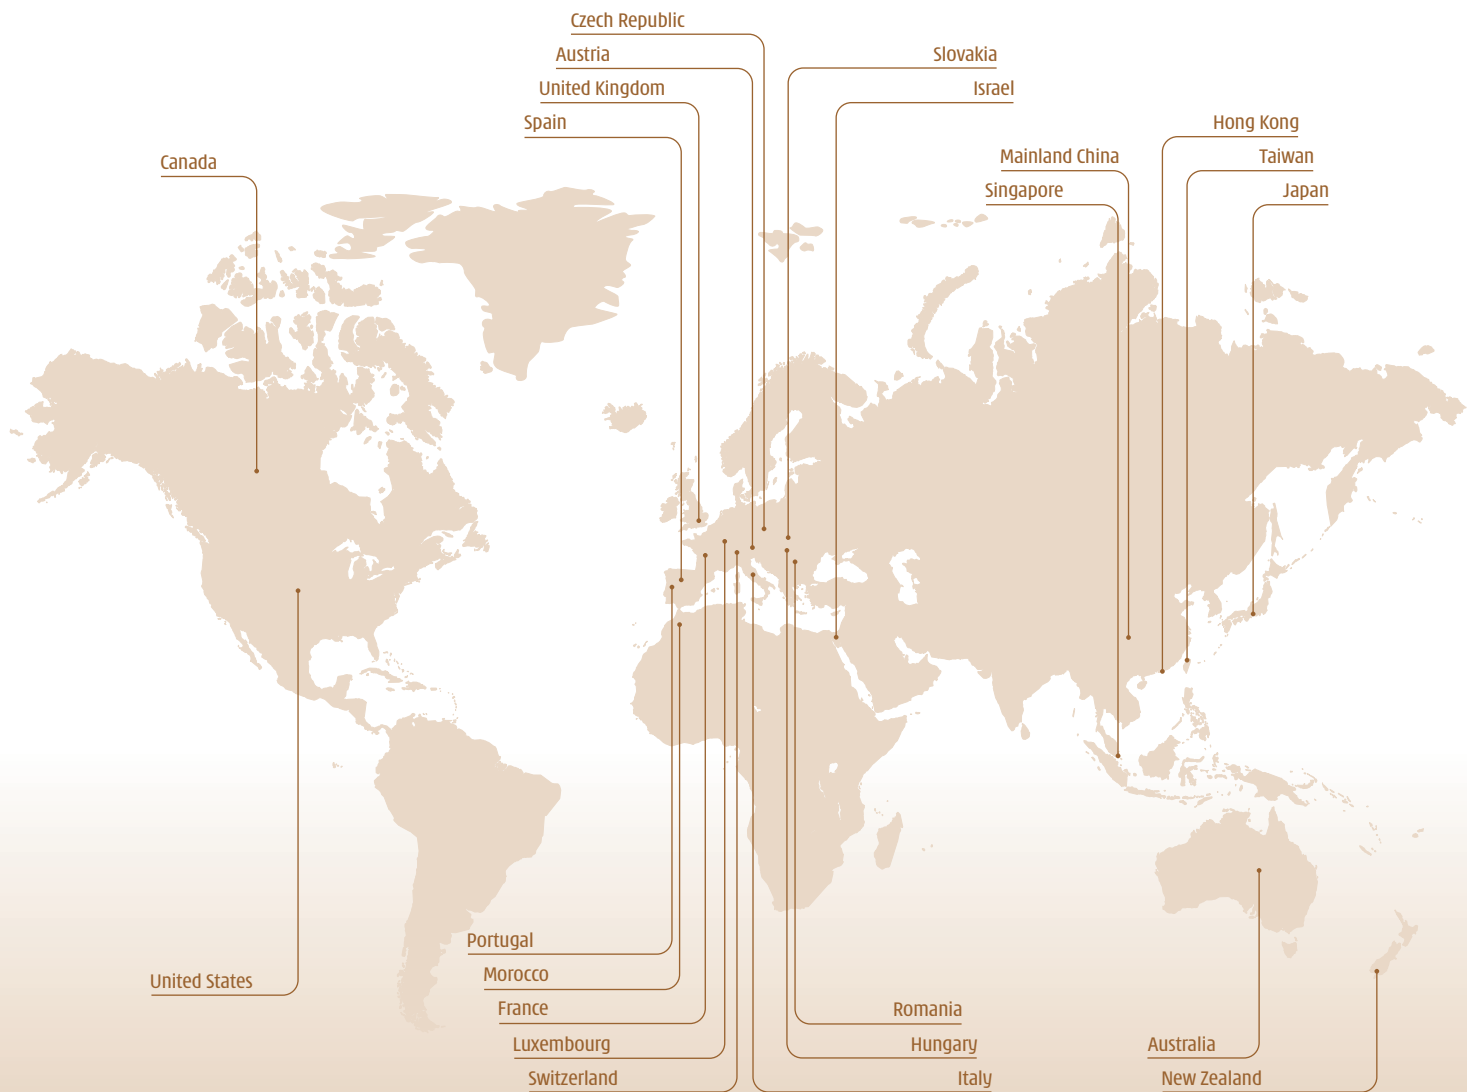 Czech Republic
Austria
Slovakia
United Kingdom
Israel
Spain
Hong Kong
Canada
Mainland China
Taiwan
Singapore
Japan
Portugal
Morocco
United States
France
Romania
Luxembourg
Hungary
Australia
Switzerland
Italy
New Zealand